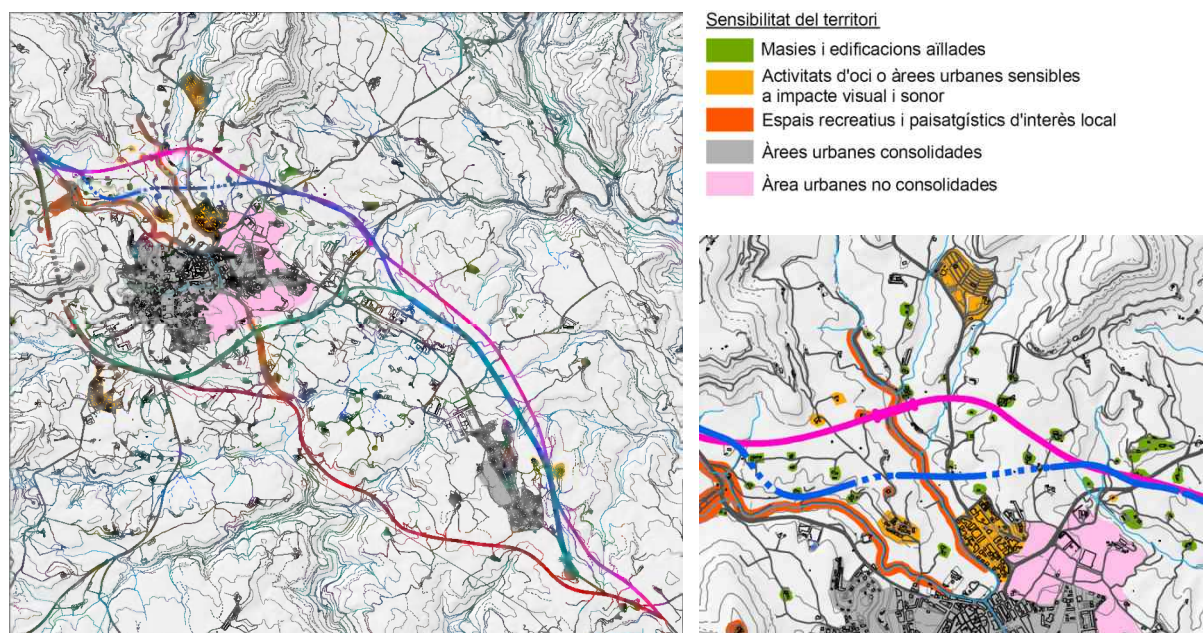 Sensibilitat del territori
Masies i edificacions aïllades
Activitats d'oci o àrees urbanes sensibles
a impacte visual i sonor
Espais recreatius i paisatgístics d'interès local
Àrees urbanes consolidades
Àrea urbanes no consolidades